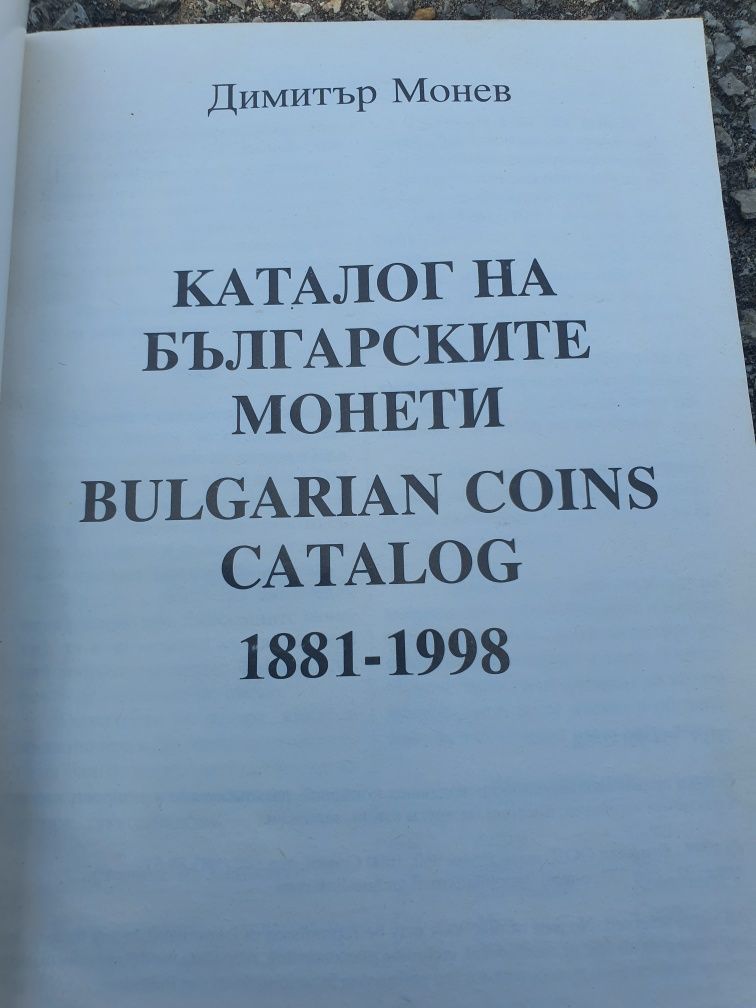 Димитър Монев
КАТАЛОГ НА
БЪЛГАРСКИТЕ
МОНЕТИ
BULGARIAN COINS
CATALOG
1881-1998